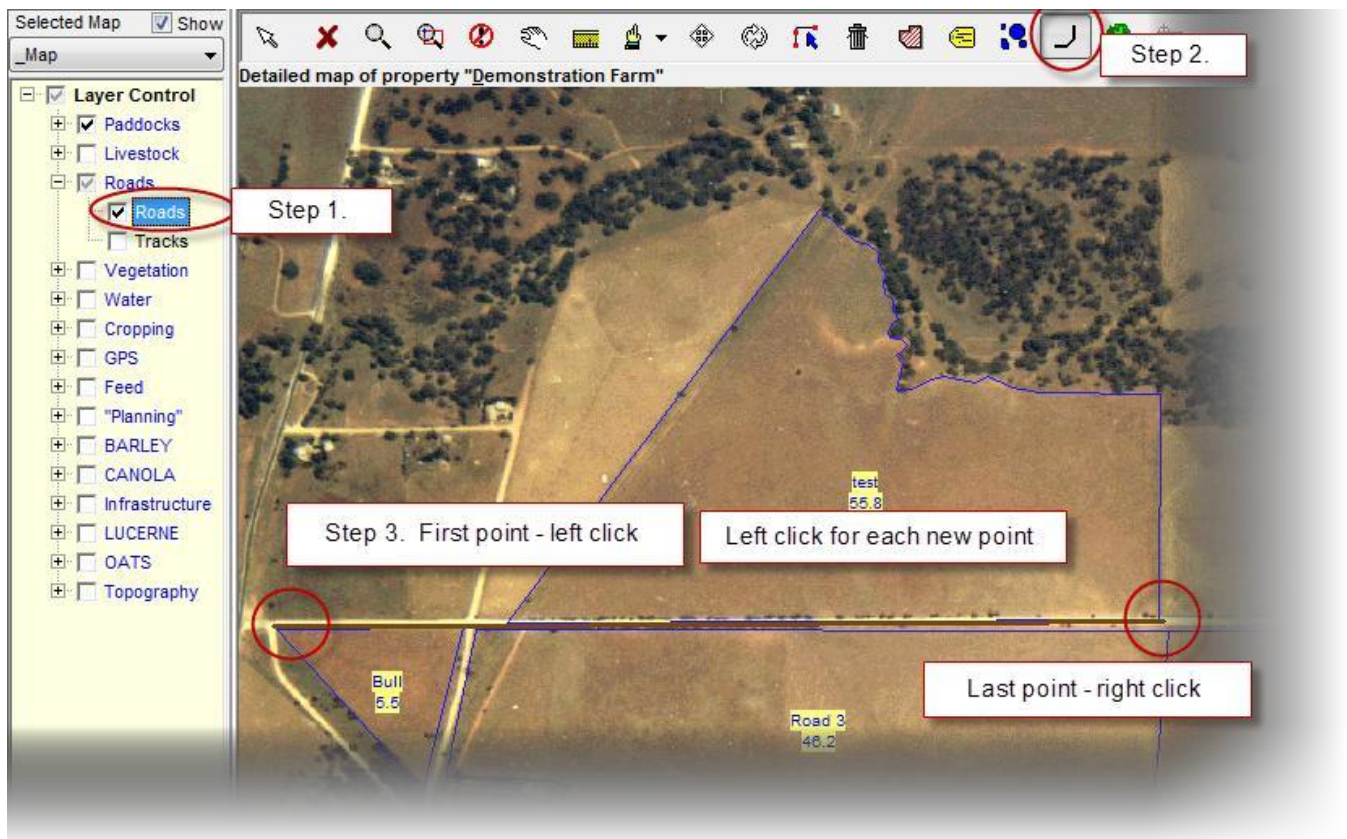 Selected Map
Show
_Map
Step 2.
Detailed map of property "Demonstration Farm"
Layer Control
Paddocks
Livestock
Roads
Roads
Step 1.
Tracks
Vegetation
Water
Cropping
GPS
Feed
"Planning"
BARLEY
CANOLA
Infrastructure
LUCERNE
OATS
Topography
test
55.8
Step 3. First point - left click
Left click for each new point
Bull
5.5
Last point - right click
Road 3
46.2